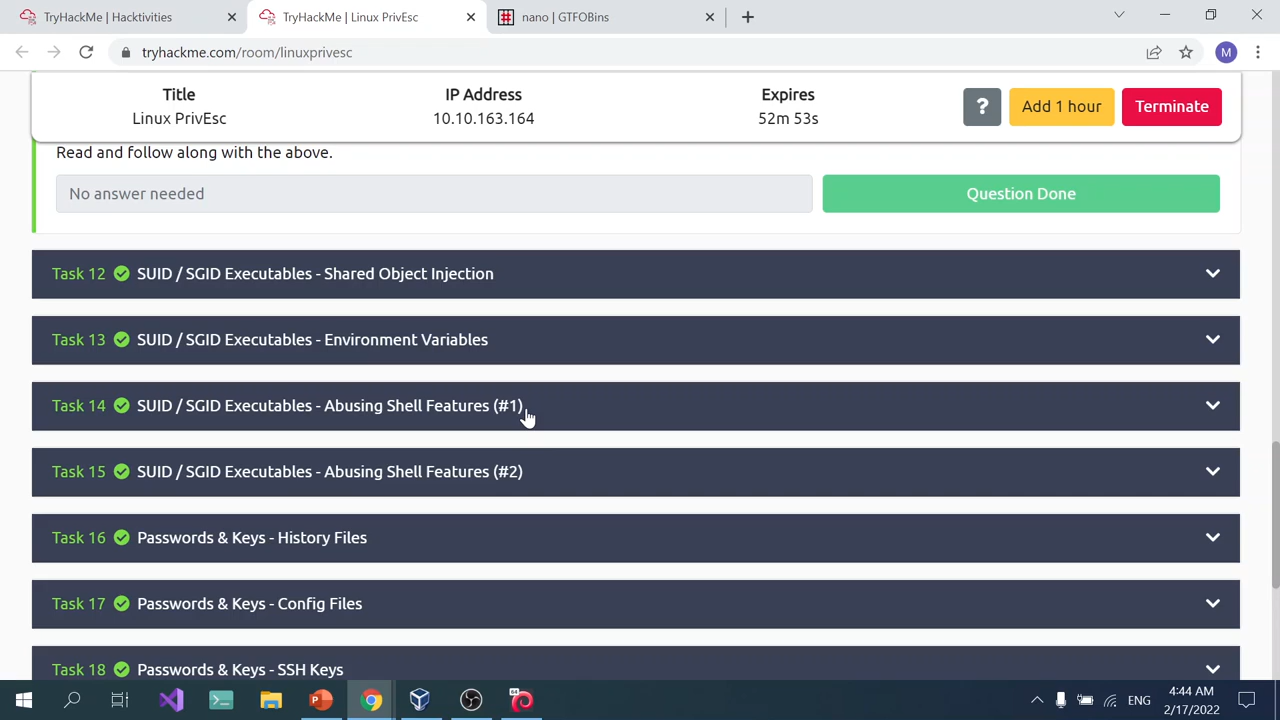 TryHackMe | Hacktivities
TryHackMe | Linux PrivEsc
nano | GTFOBins
tryhackme.com/room/linuxprivesc
M
Title
IP Address
Expires
Linux PrivEsc
10.10.163.164
52m 53s
?
Add 1 hour
Terminate
Read and follow along with the above.
No answer needed
Question Done
Task 12 SUID / SGID Executables - Shared Object Injection
Task 13 SUID / SGID Executables - Environment Variables
Task 14 SUID / SGID Executables - Abusing Shell Features (#1)
Task 15 SUID / SGID Executables - Abusing Shell Features (#2)
Task 16 Passwords & Keys - History Files
Task 17 Passwords & Keys - Config Files
Task 18 Passwords & Keys - SSH Keys
64
ENG
4:44 AM
2/17/2022